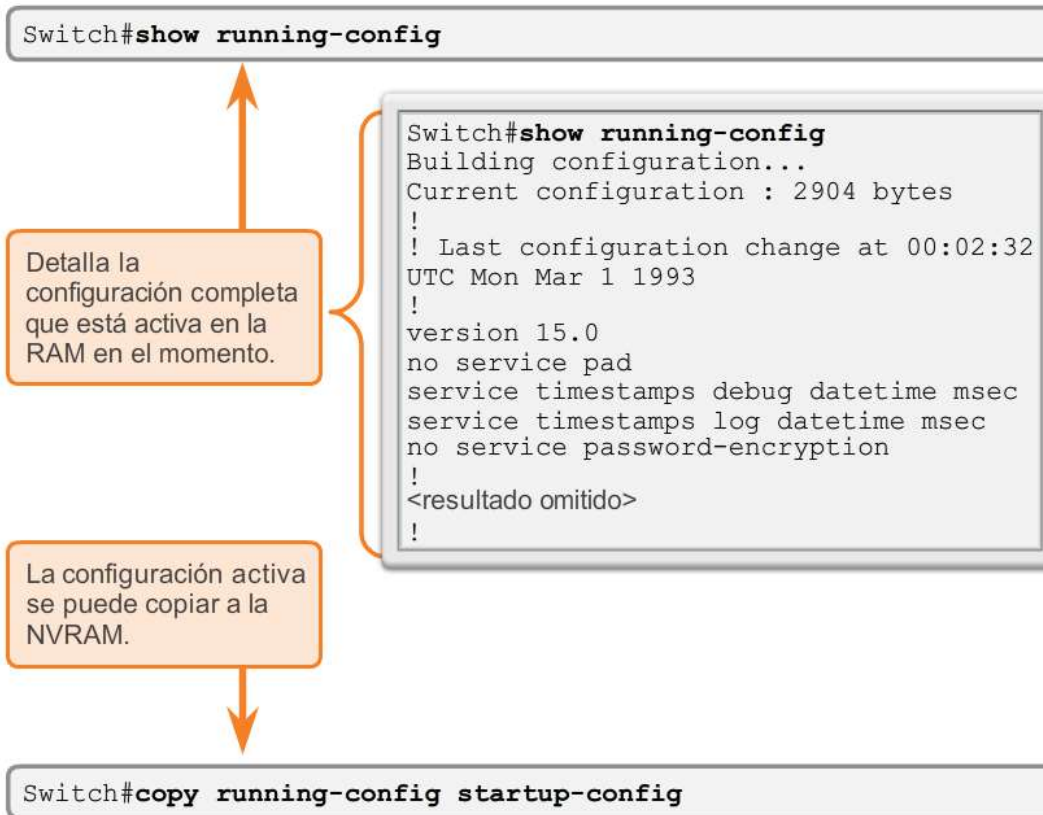 Switch#show running-config
Switch#show running-config
Building configuration...
Current configuration : 2904 bytes
!
! Last configuration change at 00:02:32
UTC Mon Mar 1 1993
!
version 15.0
no service pad
service timestamps debug datetime msec
service timestamps log datetime msec
no service password-encryption
!
<resultado omitido>
!
Detalla la
configuración completa
que está activa en la
RAM en el momento.
La configuración activa
se puede copiar a la
NVRAM.
Switch#copy running-config startup-config